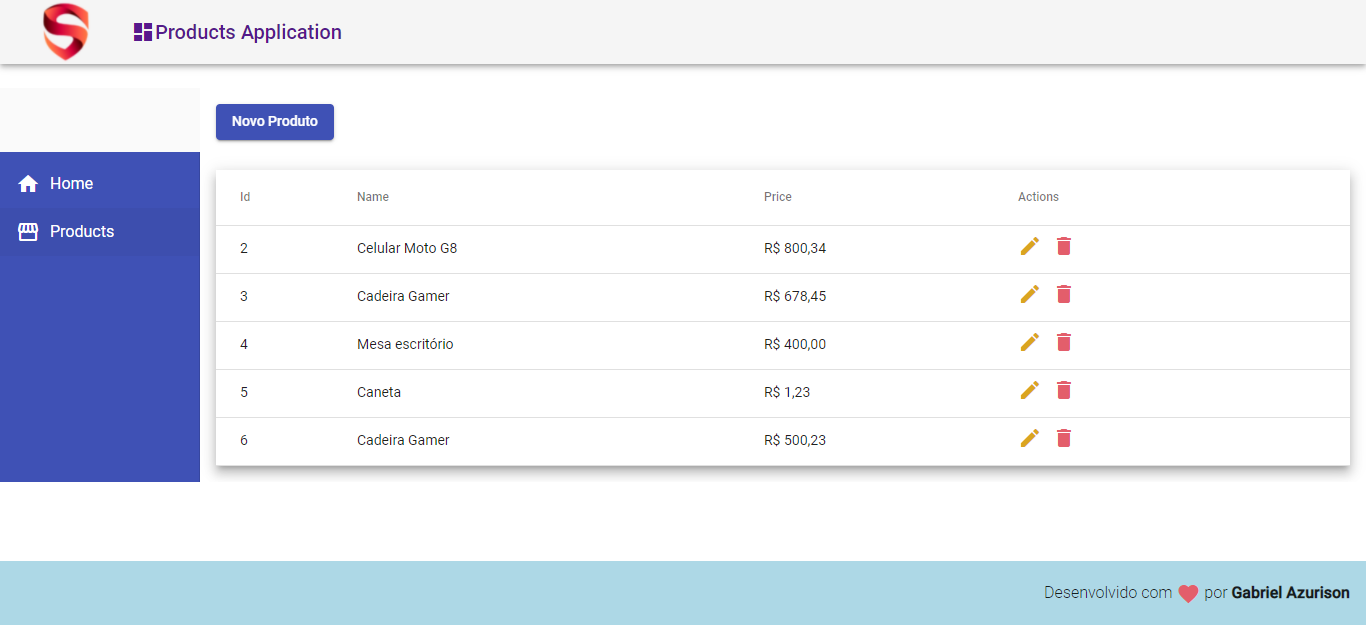 Products Application
Novo Produto
Home
Products
Id Name Price Actions
2 Celular Moto G8 R$ 800,34
3 Cadeira Gamer R$ 678,45
4 Mesa escritório R$ 400,00
5 Caneta R$ 1,23
6 Cadeira Gamer R$ 500,23
Desenvolvido com por Gabriel Azurison